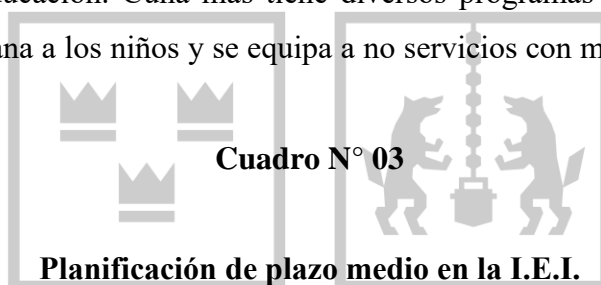 Cuna más tiene diversos programas
a los niños y se equipa a no servicios con
Cuadro N° 03
Planificación de plazo medio en la I.E.I.